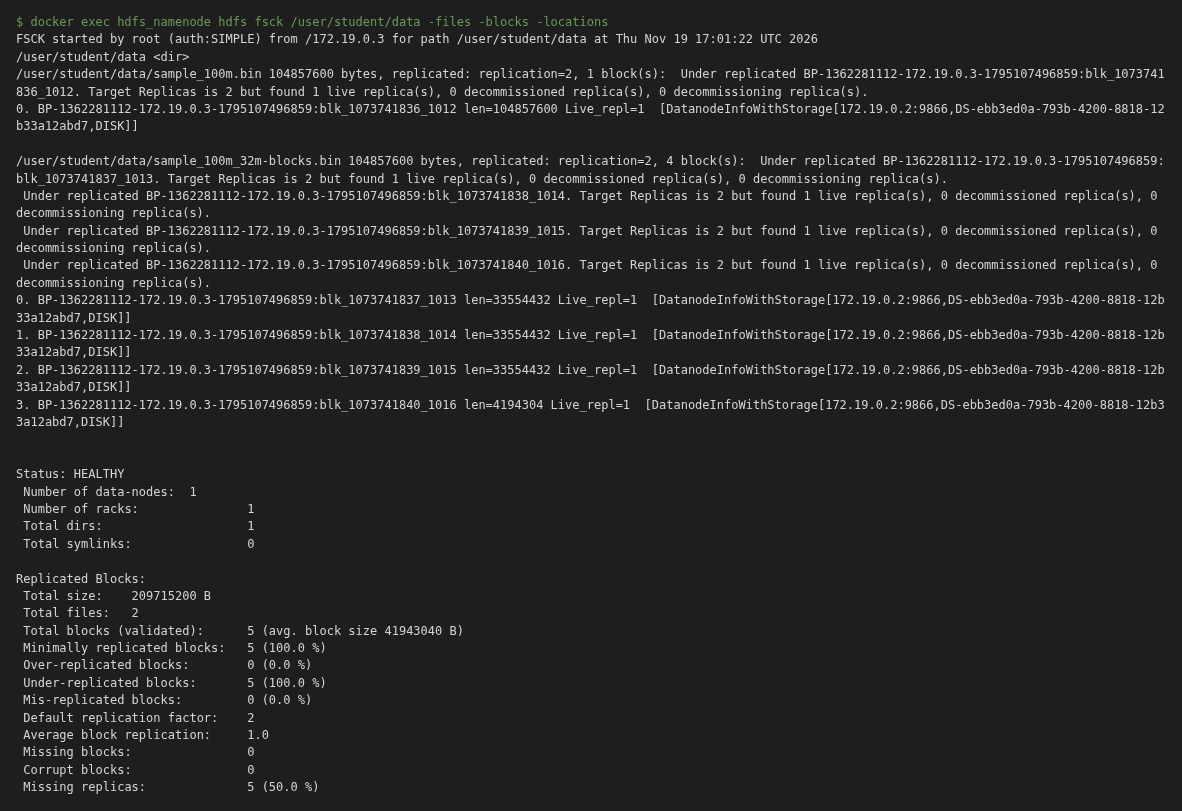 $ docker exec hdfs_namenode hdfs fsck /user/student/data -files -blocks -locations
FSCK started by root (auth:SIMPLE) from /172.19.0.3 for path /user/student/data at Thu Nov 19 17:01:22 UTC 2026
/user/student/data <dir>
/user/student/data/sample_100m.bin 104857600 bytes, replicated: replication=2, 1 block(s):  Under replicated BP-1362281112-172.19.0.3-1795107496859:blk_1073741
836_1012. Target Replicas is 2 but found 1 live replica(s), 0 decommissioned replica(s), 0 decommissioning replica(s).
0. BP-1362281112-172.19.0.3-1795107496859:blk_1073741836_1012 len=104857600 Live_repl=1  [DatanodeInfoWithStorage[172.19.0.2:9866,DS-ebb3ed0a-793b-4200-8818-12
b33a12abd7,DISK]]

/user/student/data/sample_100m_32m-blocks.bin 104857600 bytes, replicated: replication=2, 4 block(s):  Under replicated BP-1362281112-172.19.0.3-1795107496859:
blk_1073741837_1013. Target Replicas is 2 but found 1 live replica(s), 0 decommissioned replica(s), 0 decommissioning replica(s).
 Under replicated BP-1362281112-172.19.0.3-1795107496859:blk_1073741838_1014. Target Replicas is 2 but found 1 live replica(s), 0 decommissioned replica(s), 0
decommissioning replica(s).
 Under replicated BP-1362281112-172.19.0.3-1795107496859:blk_1073741839_1015. Target Replicas is 2 but found 1 live replica(s), 0 decommissioned replica(s), 0
decommissioning replica(s).
 Under replicated BP-1362281112-172.19.0.3-1795107496859:blk_1073741840_1016. Target Replicas is 2 but found 1 live replica(s), 0 decommissioned replica(s), 0
decommissioning replica(s).
0. BP-1362281112-172.19.0.3-1795107496859:blk_1073741837_1013 len=33554432 Live_repl=1  [DatanodeInfoWithStorage[172.19.0.2:9866,DS-ebb3ed0a-793b-4200-8818-12b
33a12abd7,DISK]]
1. BP-1362281112-172.19.0.3-1795107496859:blk_1073741838_1014 len=33554432 Live_repl=1  [DatanodeInfoWithStorage[172.19.0.2:9866,DS-ebb3ed0a-793b-4200-8818-12b
33a12abd7,DISK]]
2. BP-1362281112-172.19.0.3-1795107496859:blk_1073741839_1015 len=33554432 Live_repl=1  [DatanodeInfoWithStorage[172.19.0.2:9866,DS-ebb3ed0a-793b-4200-8818-12b
33a12abd7,DISK]]
3. BP-1362281112-172.19.0.3-1795107496859:blk_1073741840_1016 len=4194304 Live_repl=1  [DatanodeInfoWithStorage[172.19.0.2:9866,DS-ebb3ed0a-793b-4200-8818-12b3
3a12abd7,DISK]]


Status: HEALTHY
 Number of data-nodes:  1
 Number of racks:               1
 Total dirs:                    1
 Total symlinks:                0

Replicated Blocks:
 Total size:    209715200 B
 Total files:   2
 Total blocks (validated):      5 (avg. block size 41943040 B)
 Minimally replicated blocks:   5 (100.0 %)
 Over-replicated blocks:        0 (0.0 %)
 Under-replicated blocks:       5 (100.0 %)
 Mis-replicated blocks:         0 (0.0 %)
 Default replication factor:    2
 Average block replication:     1.0
 Missing blocks:                0
 Corrupt blocks:                0
 Missing replicas:              5 (50.0 %)